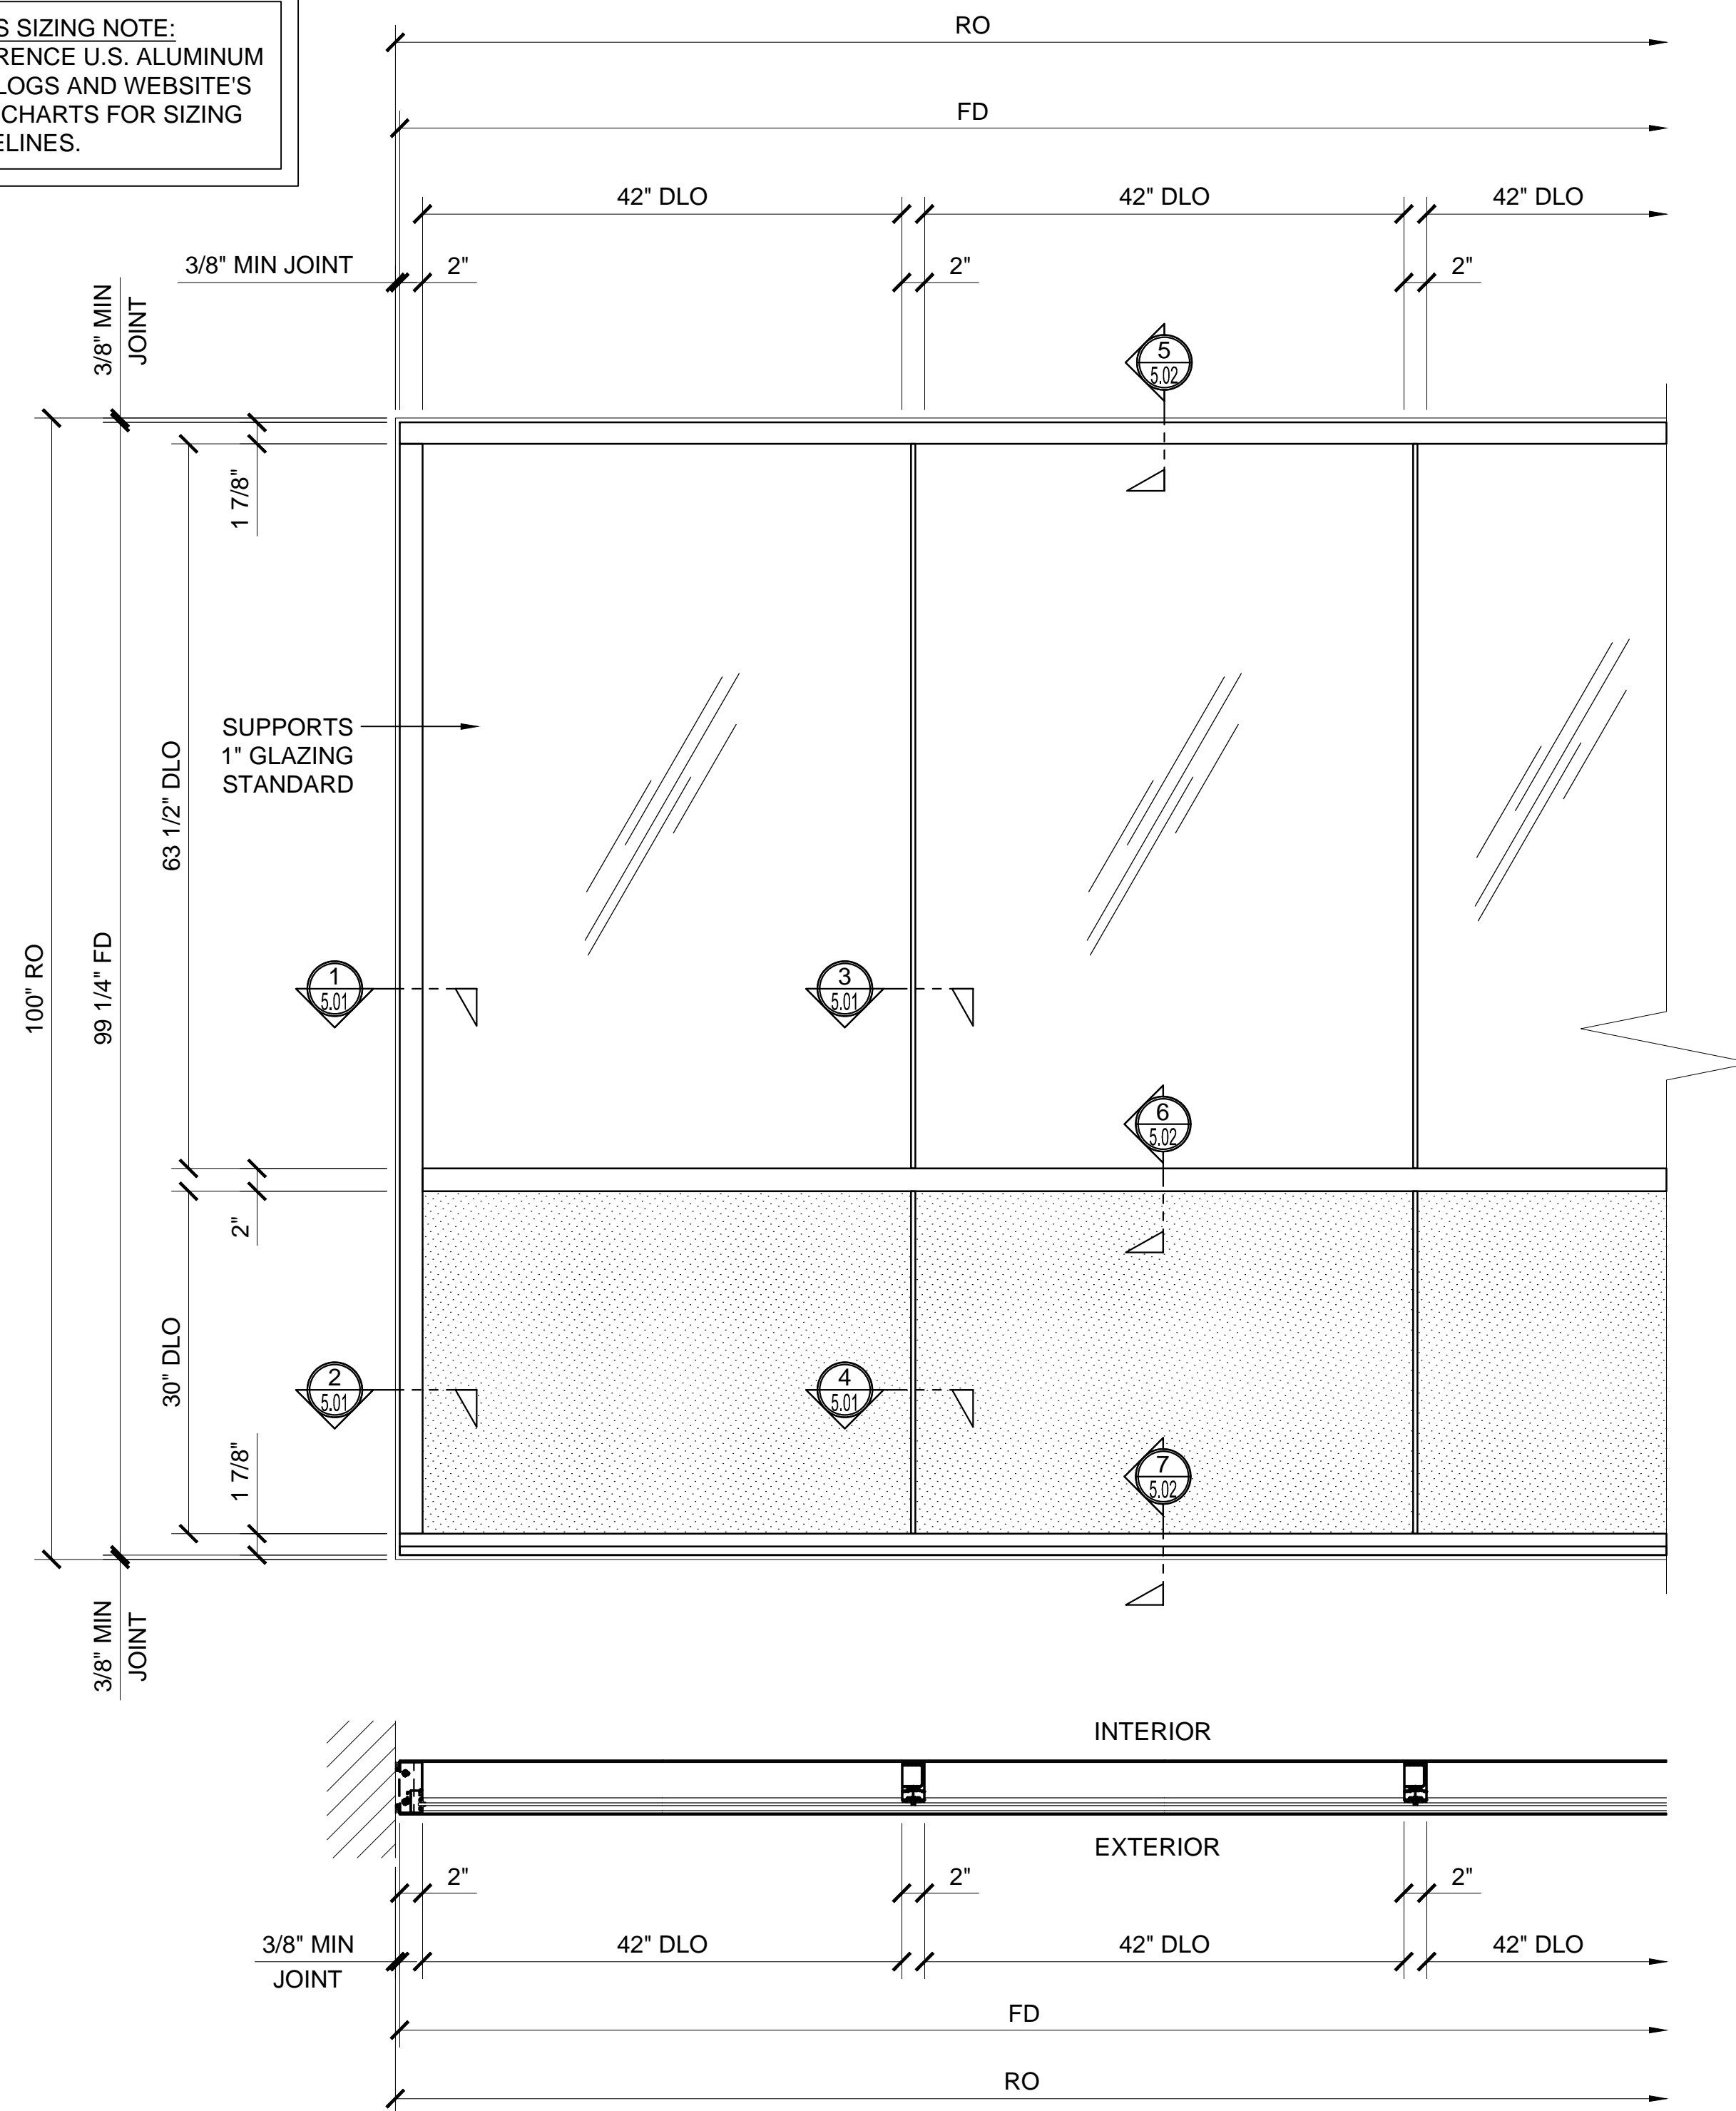 SIZING NOTE:
U.S. ALUMINUM
AND WEBSITE'S
CHARTS FOR SIZING
RO
FD
42" DLO
42" DLO
42" DLO
3/8" MIN JOINT
2"
2"
2"
3/8" MIN
JOINT
5
5.02
1 7/8"
SUPPORTS
1" GLAZING
STANDARD
63 1/2" DLO
100" RO
99 1/4" FD
1
5.01
3
5.01
6
5.02
2"
30" DLO
2
5.01
4
5.01
1 7/8"
7
5.02
3/8" MIN
JOINT
INTERIOR
EXTERIOR
2"
2"
2"
3/8" MIN
JOINT
42" DLO
42" DLO
42" DLO
FD
RO